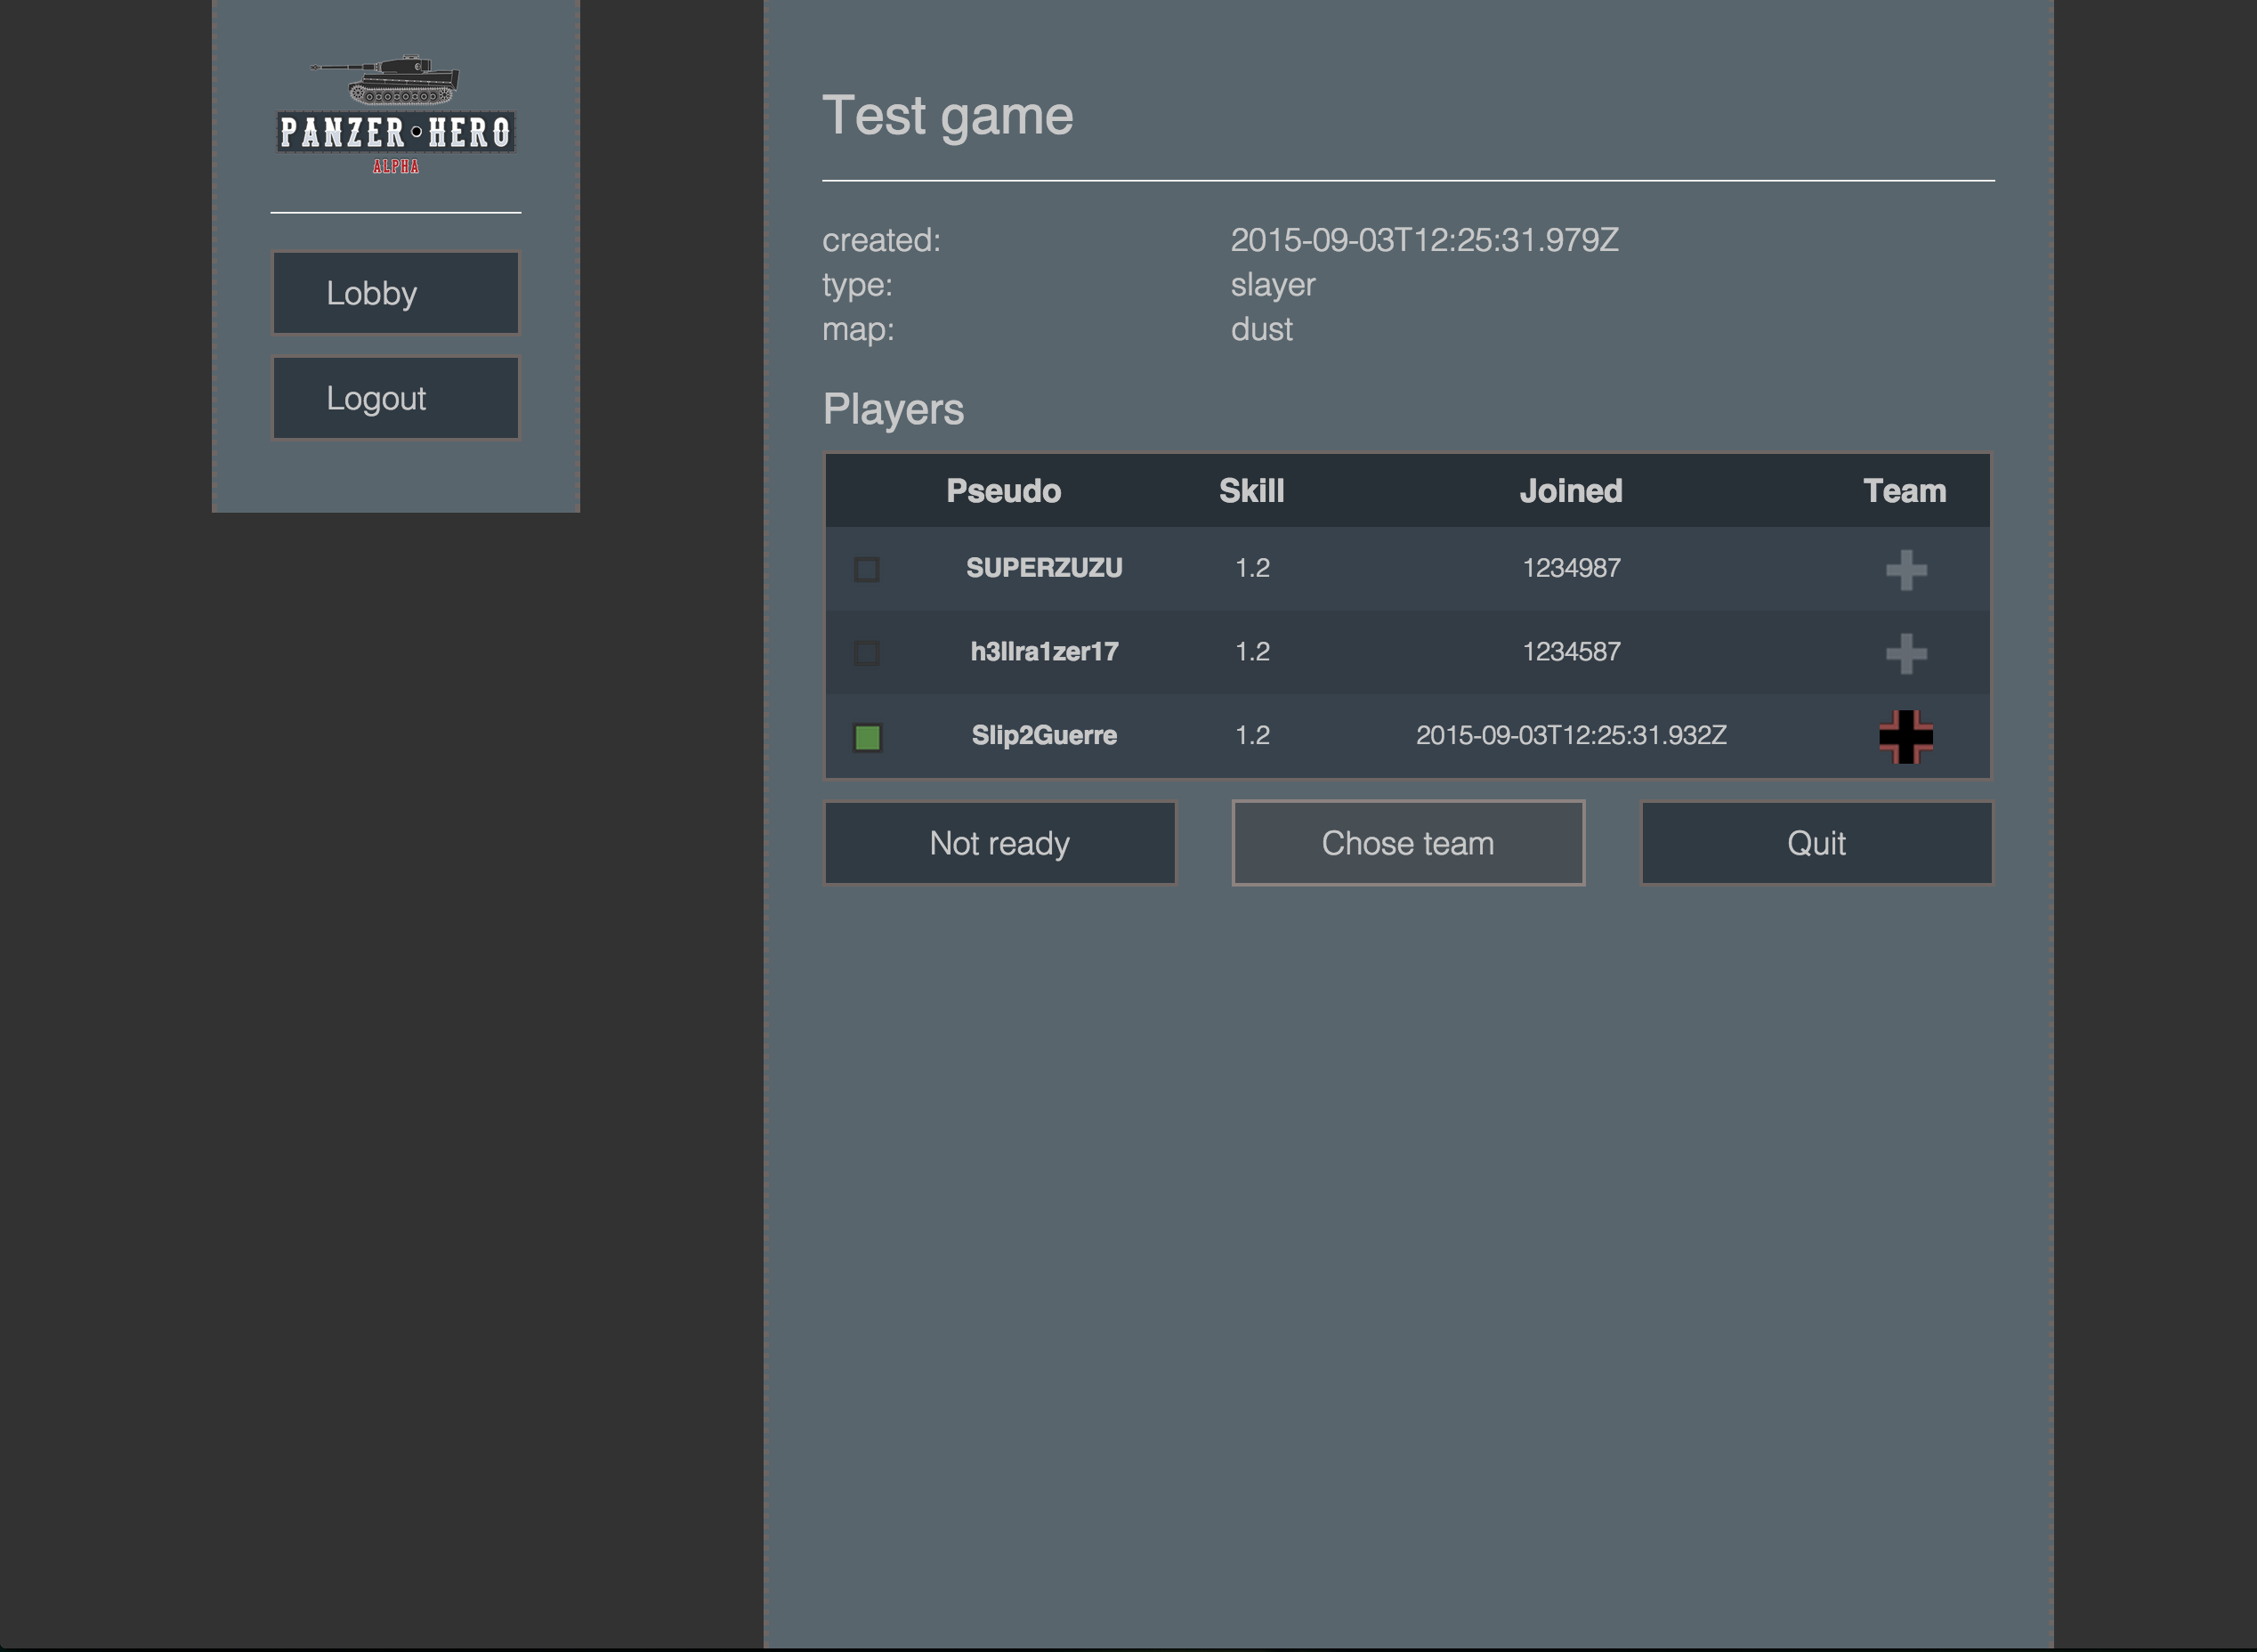 PANZER·HERO
ALPHA
Lobby
Logout
Test game
created: 2015-09-03T12:25:31.979Z
type: slayer
map: dust
Players
Pseudo Skill Joined Team
SUPERZUZU 1.2 1234987
h3llra1zer17 1.2 1234587
Slip2Guerre 1.2 2015-09-03T12:25:31.932Z
Not ready Chose team Quit